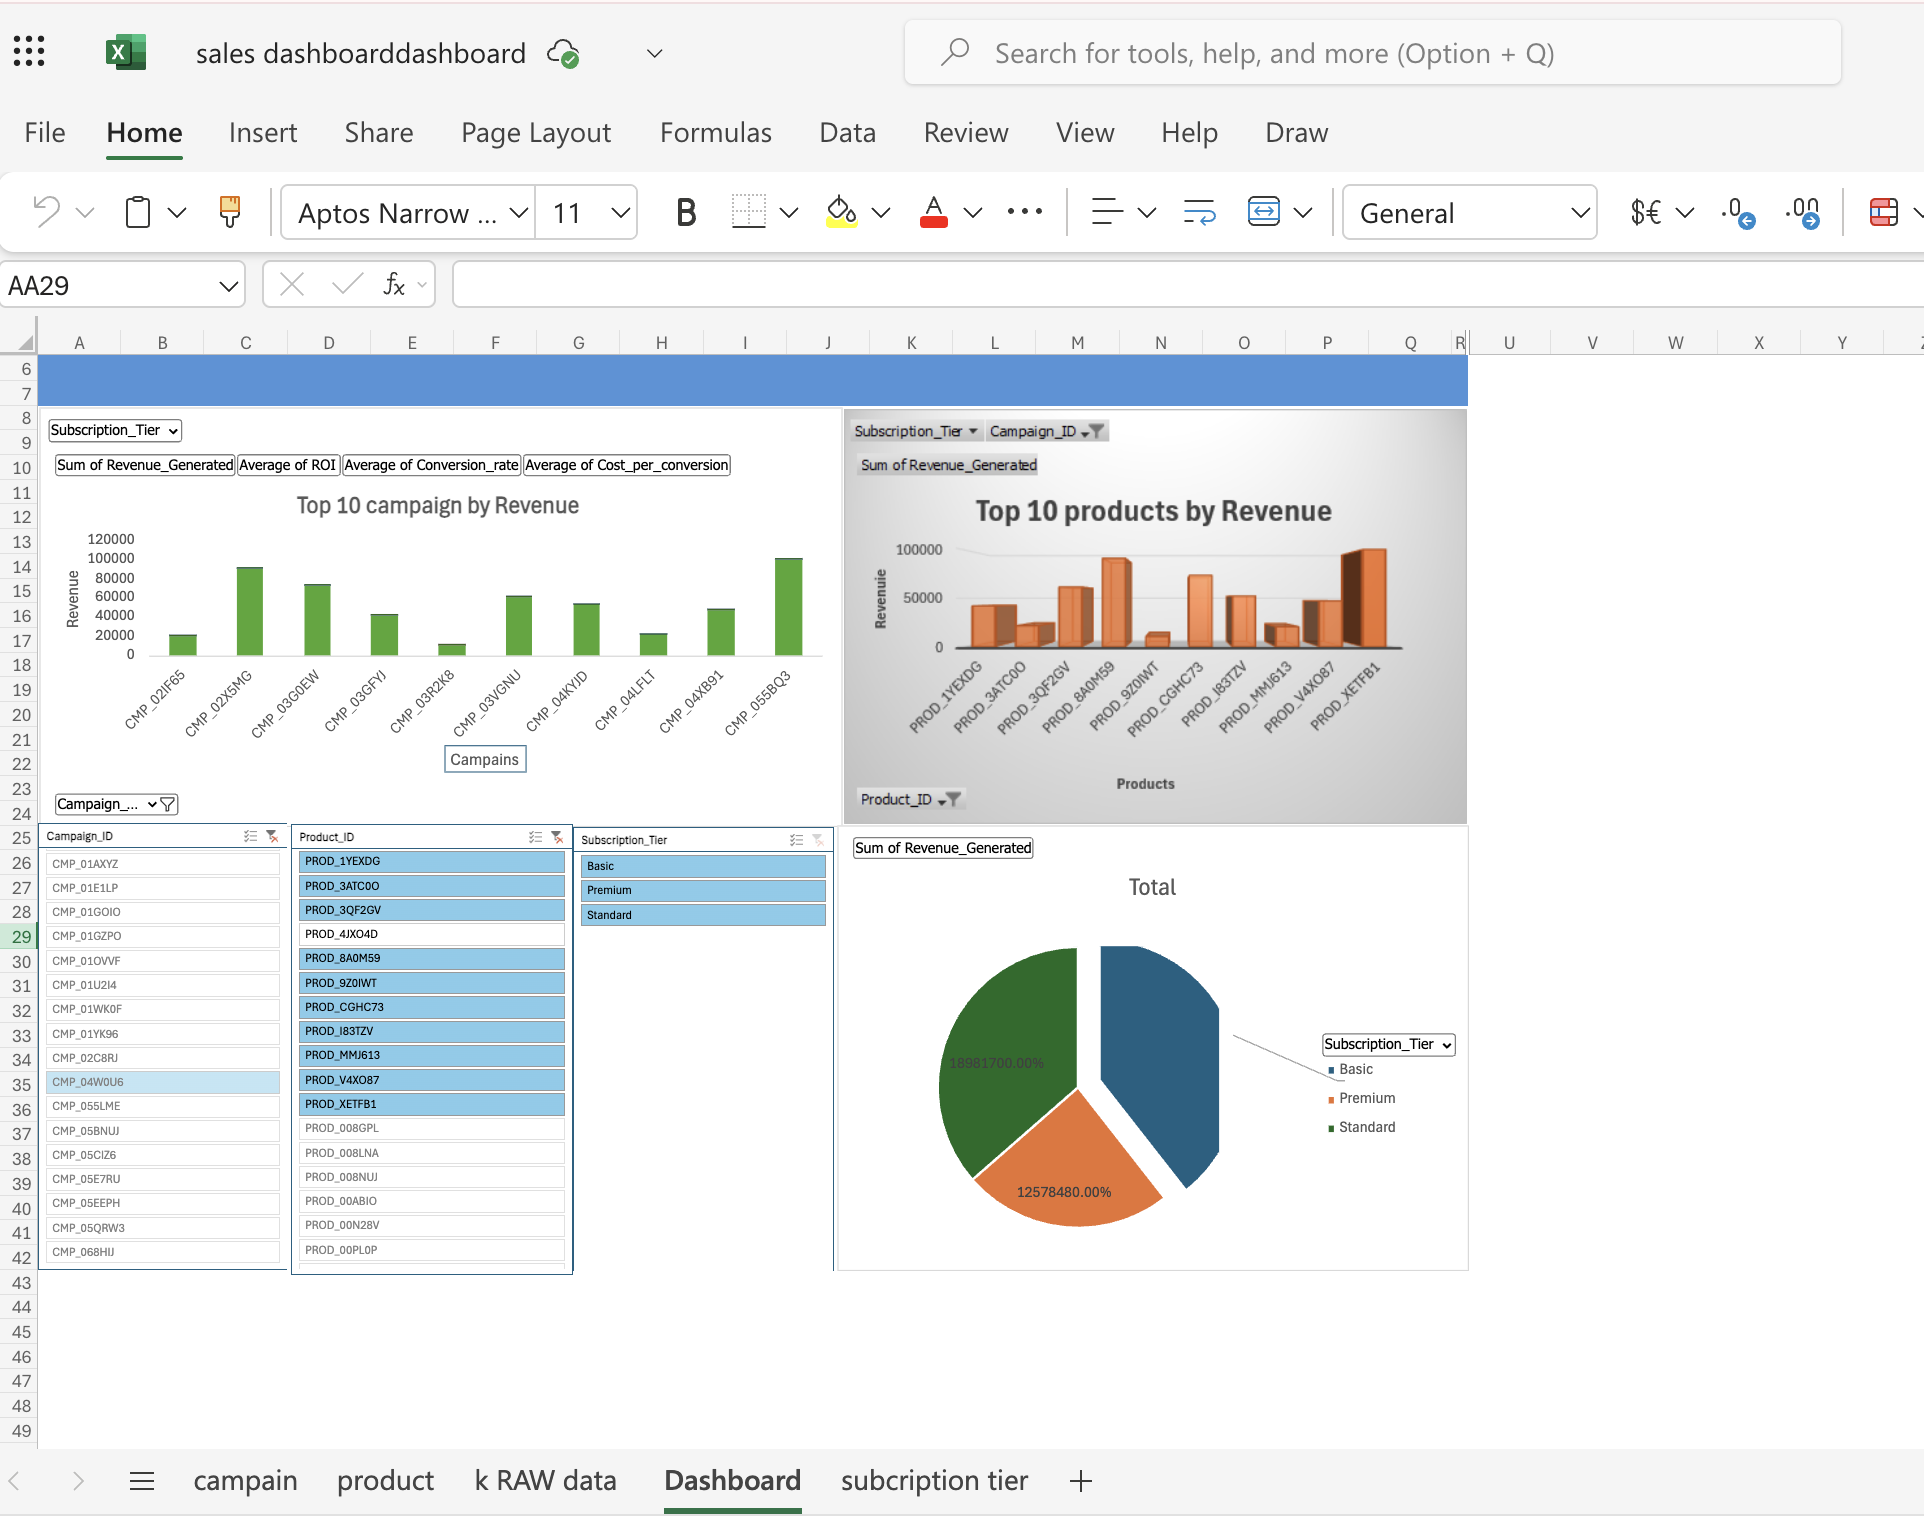 sales dashboarddashboard
Search for tools, help, and more (Option + Q)
File Home Insert Share Page Layout Formulas Data Review View Help Draw
Aptos Narrow ... 11 B A General $€ .0 .00
AA29 fx
A B C D E F G H I J K L M N O P Q R U V W X Y
6
7
8
9
10
11
12
13
14
15
16
17
18
19
20
21
22
23
24
25
26
27
28
29
30
31
32
33
34
35
36
37
38
39
40
41
42
43
44
45
46
47
48
49
Subscription_Tier
Sum of Revenue_Generated Average of ROI Average of Conversion_rate Average of Cost_per_conversion
Top 10 campaign by Revenue
Revenue
120000
100000
80000
60000
40000
20000
0
CMP_02IF65
CMP_02X5MG
CMP_03G0EW
CMP_03GFYJ
CMP_03R2K8
CMP_03VGNU
CMP_04KYJD
CMP_04LFLT
CMP_04XB91
CMP_055BQ3
Campains
Campaign_...
Subscription_Tier Campaign_ID
Sum of Revenue_Generated
Top 10 products by Revenue
Revenuie
100000
50000
0
PROD_1YEXDG
PROD_3ATC0O
PROD_3QF2GV
PROD_8A0M59
PROD_9Z0IWT
PROD_CGHC73
PROD_I83TZV
PROD_MMJ613
PROD_V4XO87
PROD_XETFB1
Products
Product_ID
Campaign_ID
CMP_01AXYZ
CMP_01E1LP
CMP_01GOIO
CMP_01GZPO
CMP_01OVVF
CMP_01U2I4
CMP_01WK0F
CMP_01YK96
CMP_02C8RJ
CMP_04W0U6
CMP_055LME
CMP_05BNUJ
CMP_05CIZ6
CMP_05E7RU
CMP_05EEPH
CMP_05QRW3
CMP_068HIJ
Product_ID
PROD_1YEXDG
PROD_3ATC0O
PROD_3QF2GV
PROD_4JXO4D
PROD_8A0M59
PROD_9Z0IWT
PROD_CGHC73
PROD_I83TZV
PROD_MMJ613
PROD_V4XO87
PROD_XETFB1
PROD_008GPL
PROD_008LNA
PROD_008NUJ
PROD_00ABIO
PROD_00N28V
PROD_00PL0P
Subscription_Tier
Basic
Premium
Standard
Sum of Revenue_Generated
Total
18981700.00%
12578480.00%
Subscription_Tier
Basic
Premium
Standard
campain product k RAW data Dashboard subcription tier